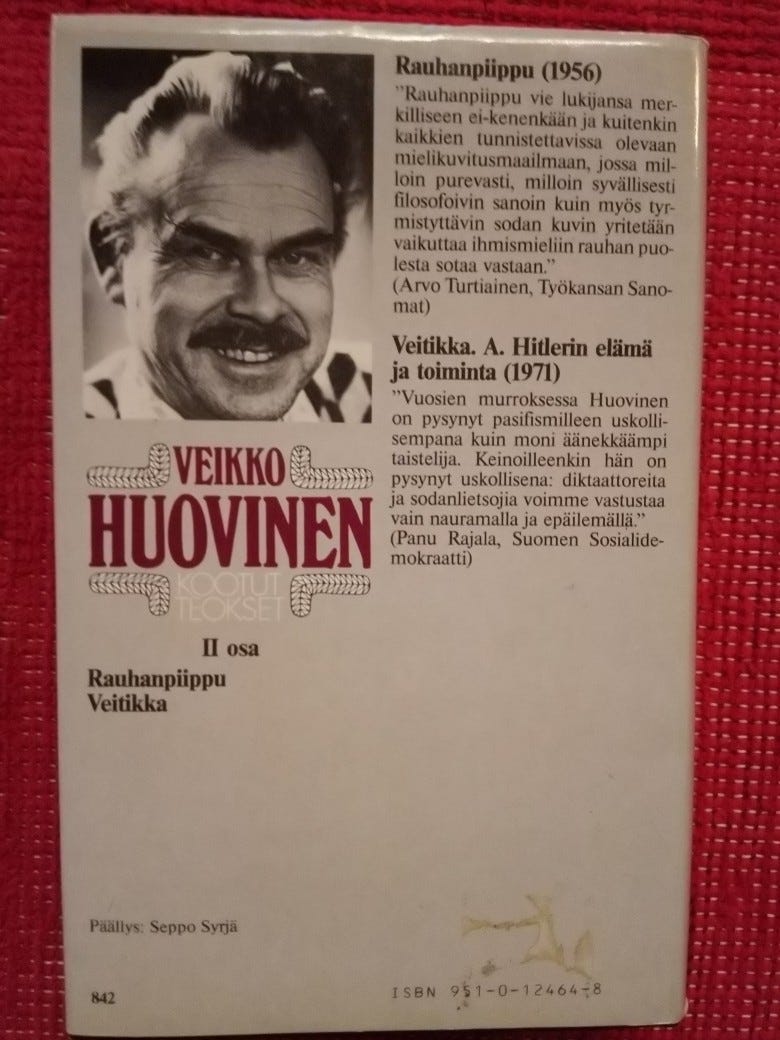 Rauhanpiippu (1956)
”Rauhanpiippu vie lukijansa mer-
killiseen ei-kenenkään ja kuitenkin
kaikkien tunnistettavissa olevaan
mielikuvitusmaailmaan, jossa mil-
loin purevasti, milloin syvällisesti
filosofoivin sanoin kuin myös tyr-
mistyttävin sodan kuvin yritetään
vaikuttaa ihmismieliin rauhan puo-
lesta sotaa vastaan.”
(Arvo Turtiainen, Työkansan Sano-
mat)
Veitikka. A. Hitlerin elämä
ja toiminta (1971)
”Vuosien murroksessa Huovinen
on pysynyt pasifismilleen uskolli-
sempana kuin moni äänekkäämpi
taistelija. Keinoilleenkin hän on
pysynyt uskollisena: diktaattoreita
ja sodanlietsojia voimme vastustaa
vain nauramalla ja epäilemällä.”
(Panu Rajala, Suomen Sosialide-
mokraatti)
VEIKKO
HUOVINEN
KOOTUT
TEOKSET
II osa
Rauhanpiippu
Veitikka
Päällys: Seppo Syrjä
842
ISBN 951-0-12464-8